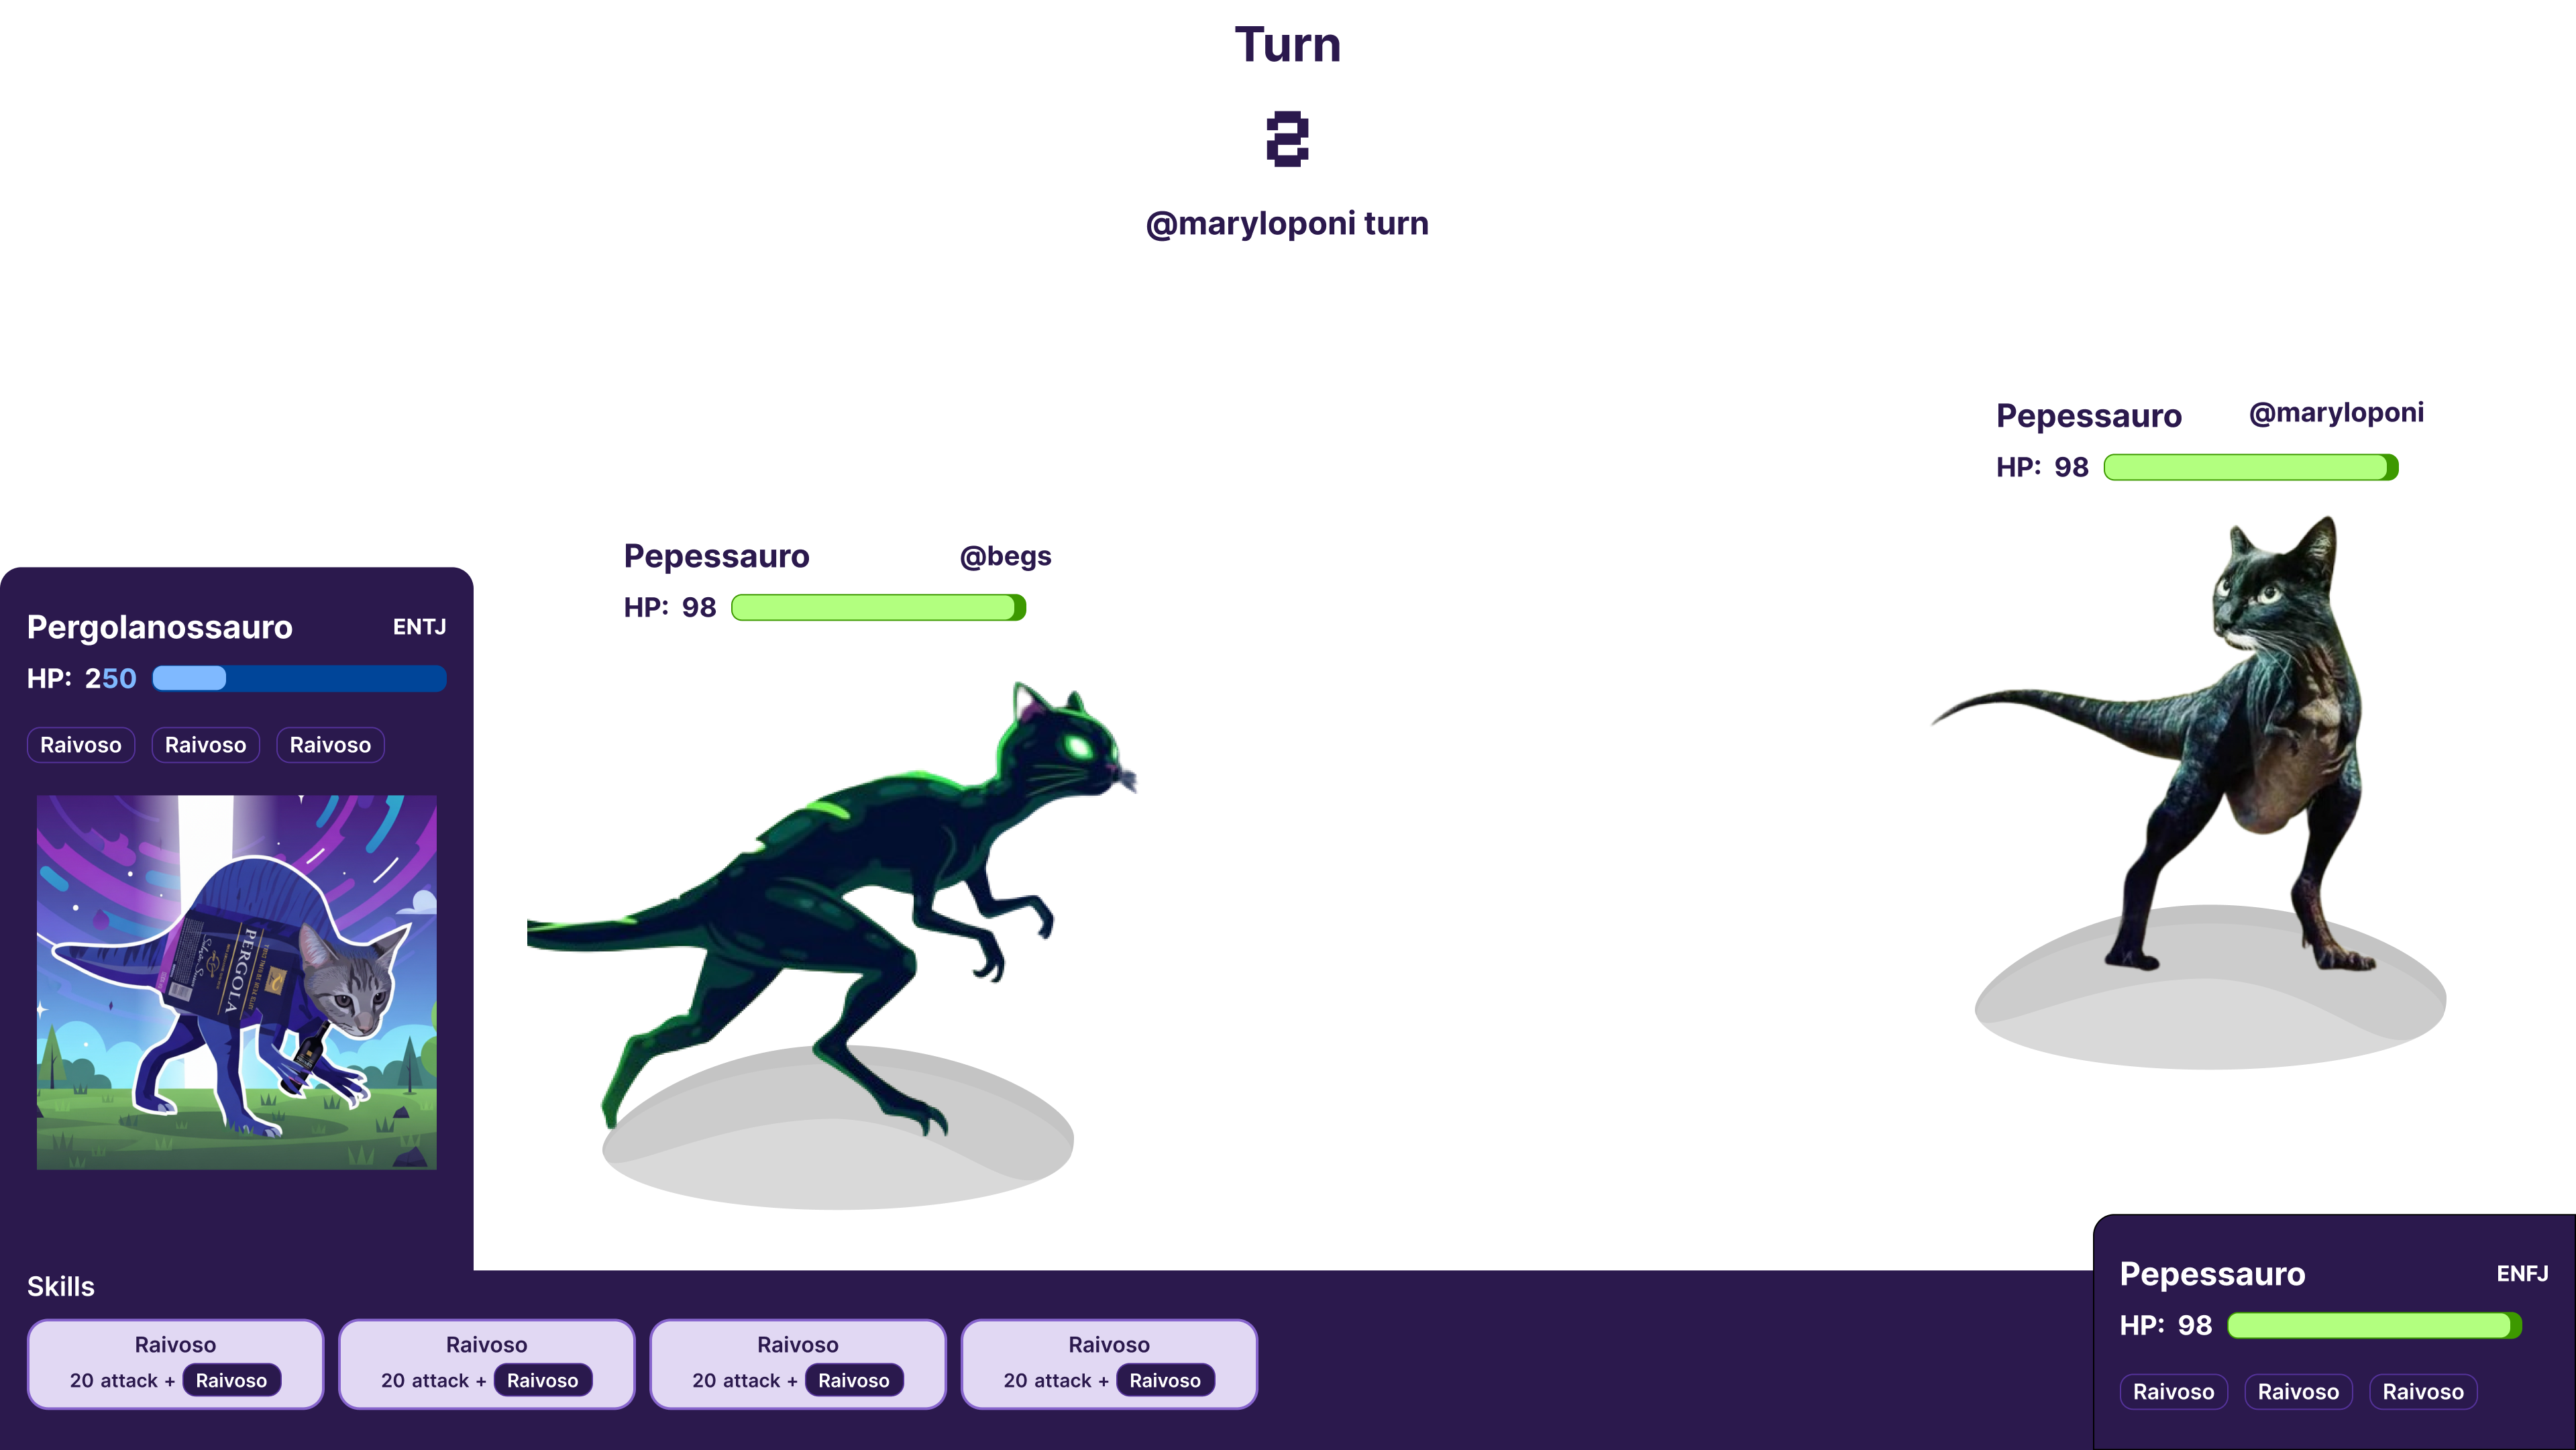 Turn
2
@maryloponi turn
Pepessauro @maryloponi
HP: 98
Pepessauro @begs
HP: 98
Pergolanossauro ENTJ
HP: 250
Raivoso Raivoso Raivoso
PERGOLA
Skills
Raivoso
20 attack + Raivoso
Raivoso
20 attack + Raivoso
Raivoso
20 attack + Raivoso
Raivoso
20 attack + Raivoso
Pepessauro ENFJ
HP: 98
Raivoso Raivoso Raivoso